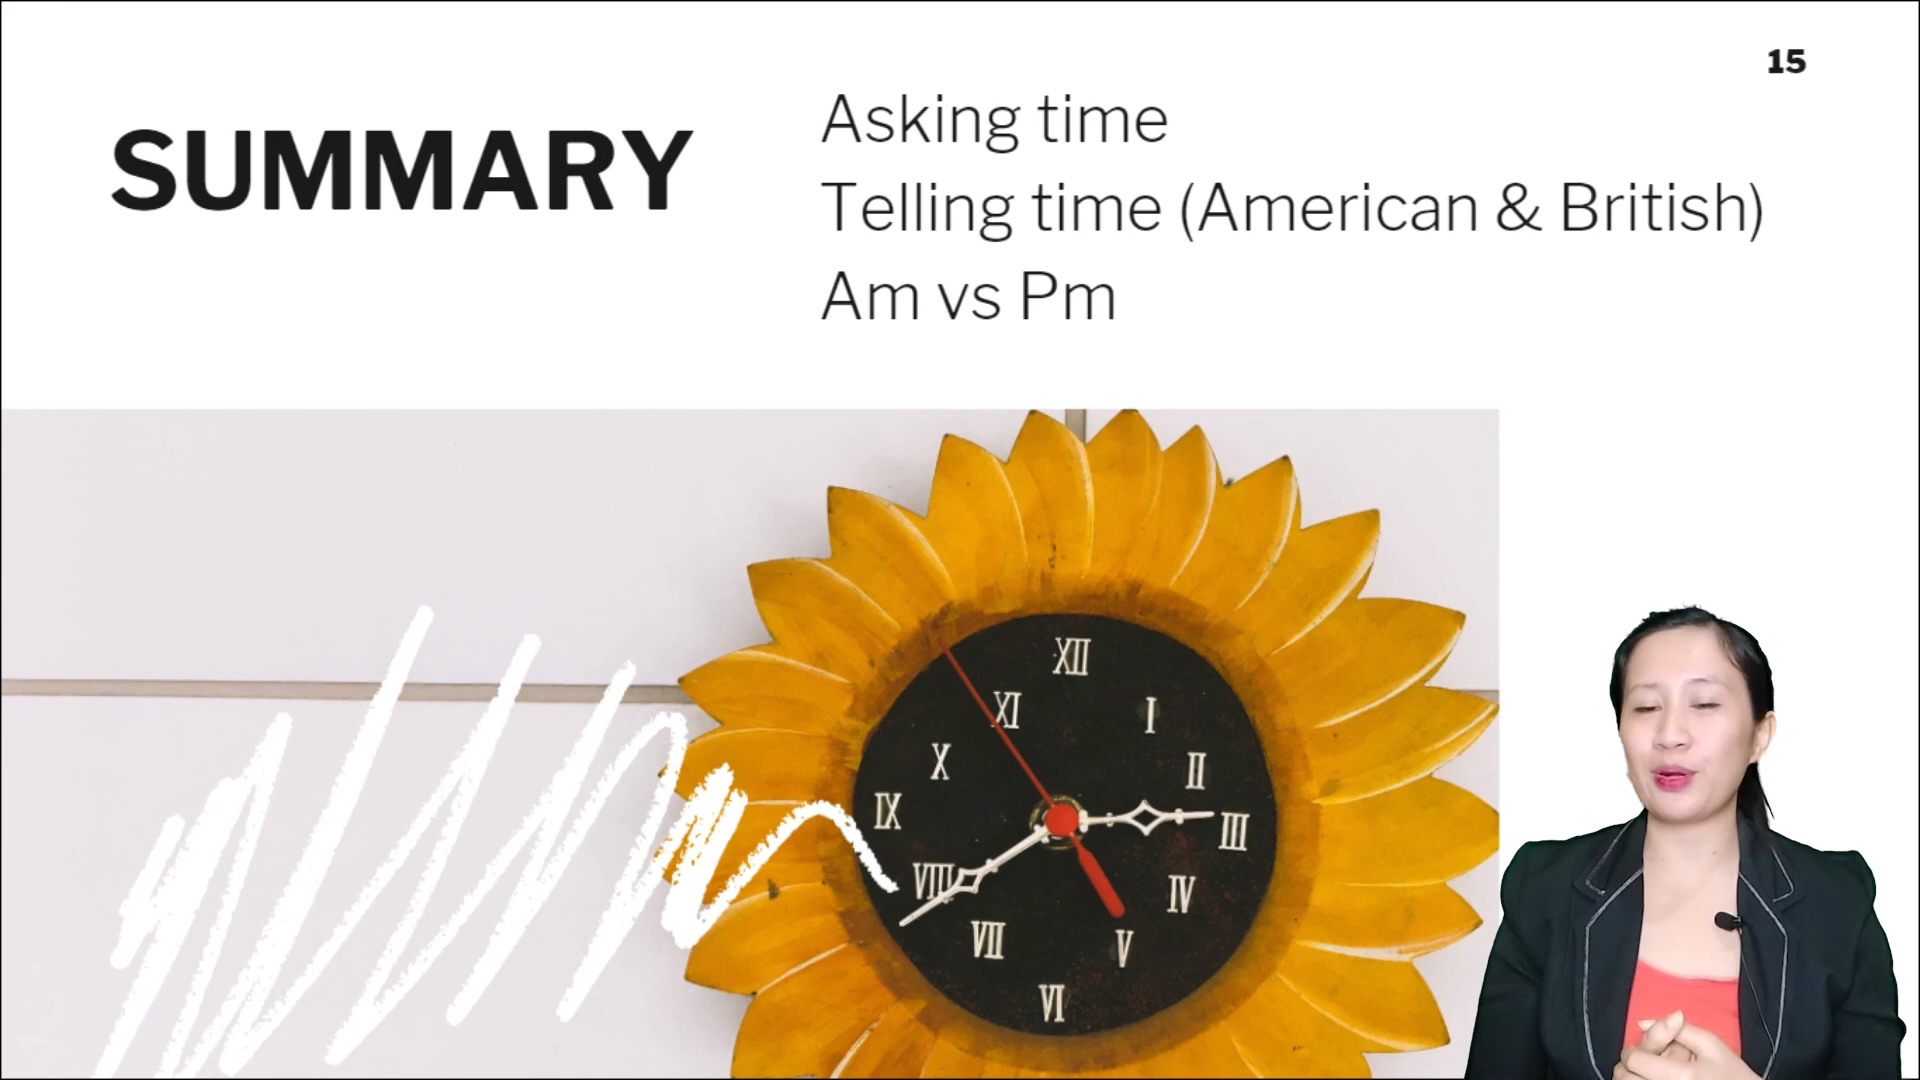 15
SUMMARY
Asking time
Telling time (American & British)
Am vs Pm
XII
I
II
III
IV
V
VI
VII
VIII
IX
X
XI